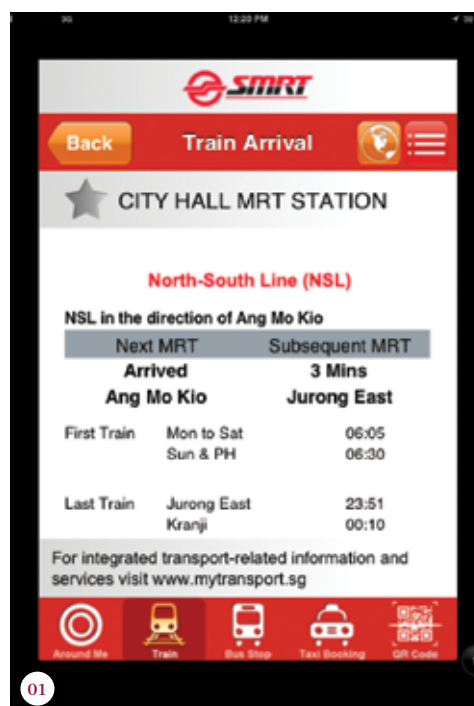 3G 12:20 PM
SMRT
Back Train Arrival
CITY HALL MRT STATION
North-South Line (NSL)
NSL in the direction of Ang Mo Kio
Next MRT Subsequent MRT
Arrived 3 Mins
Ang Mo Kio Jurong East
First Train Mon to Sat 06:05
Sun & PH 06:30
Last Train Jurong East 23:51
Kranji 00:10
For integrated transport-related information and
services visit www.mytransport.sg
Around Me Train Bus Stop Taxi Booking QR Code
01